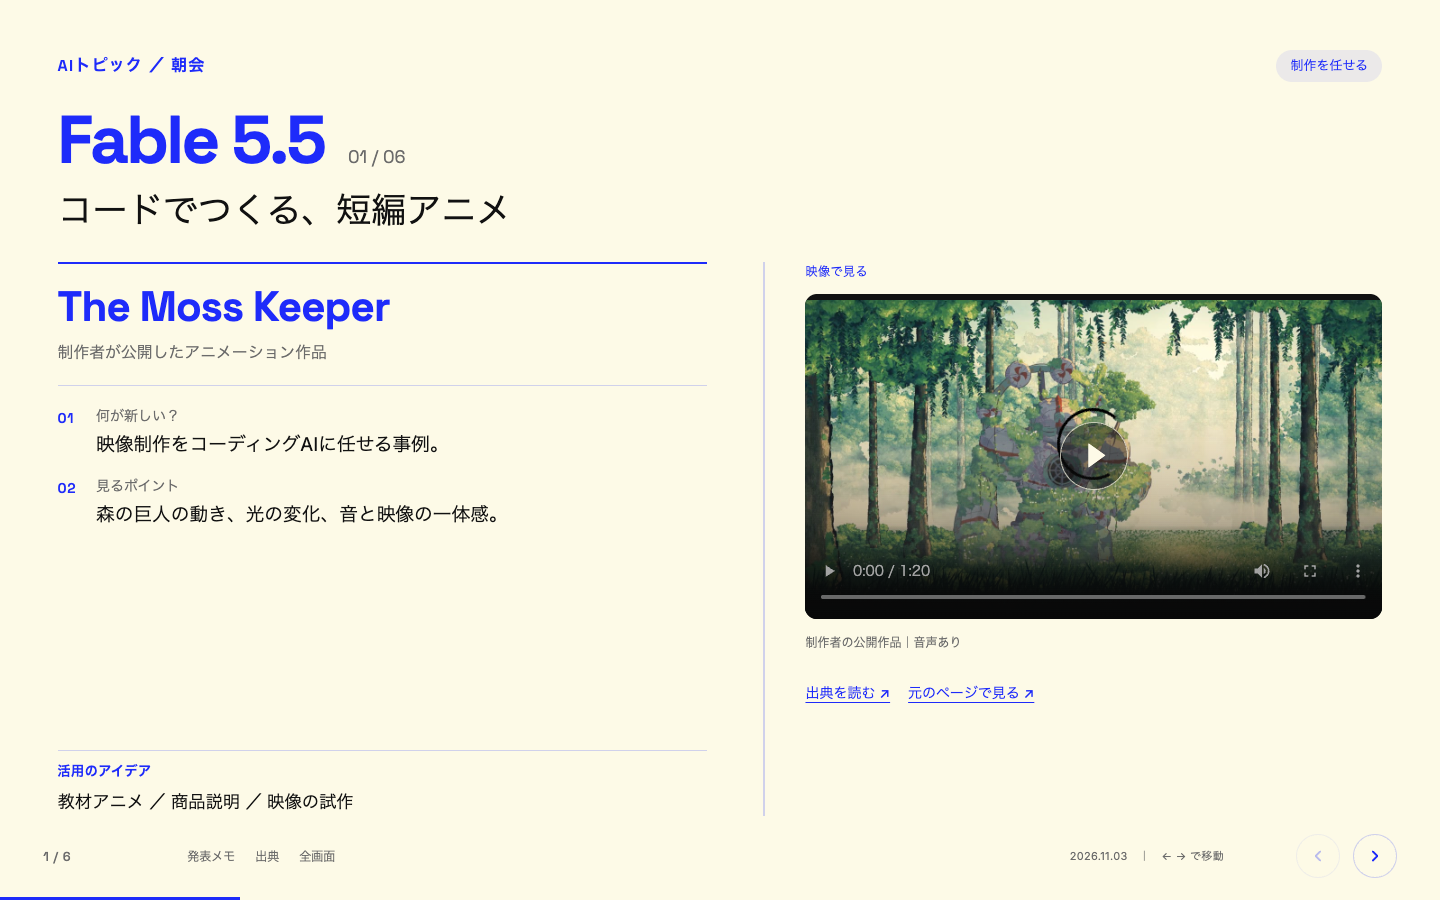 AIトピック ／ 朝会
制作を任せる
Fable 5.5
01 / 06
コードでつくる、短編アニメ
The Moss Keeper
制作者が公開したアニメーション作品
01
何が新しい？
映像制作をコーディングAIに任せる事例。
02
見るポイント
森の巨人の動き、光の変化、音と映像の一体感。
活用のアイデア
教材アニメ ／ 商品説明 ／ 映像の試作
映像で見る
0:00 / 1:20
制作者の公開作品｜音声あり
出典を読む ↗ 元のページで見る ↗
1 / 6
発表メモ 出典 全画面
2026.11.03 | ← → で移動